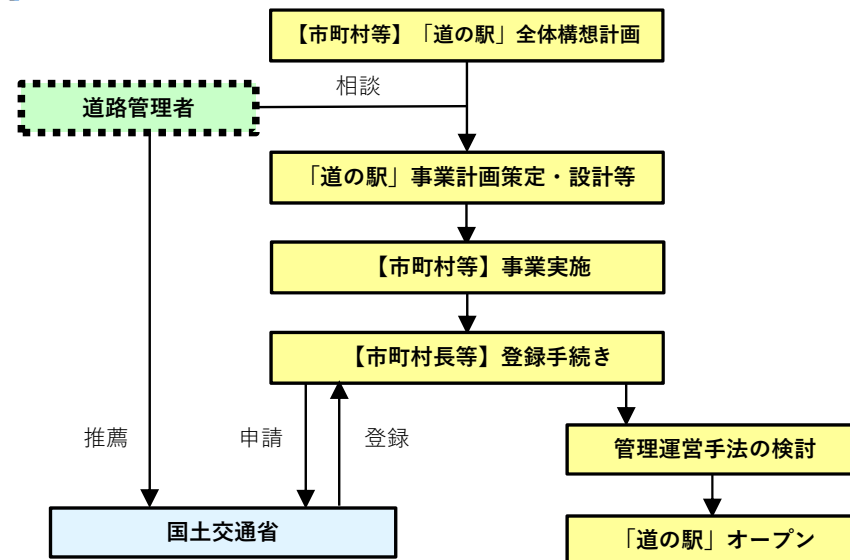 【市町村等】「道の駅」全体構想計画
相談
道路管理者
「道の駅」事業計画策定・設計等
【市町村等】事業実施
【市町村長等】登録手続き
推薦
申請
登録
管理運営手法の検討
国土交通省
「道の駅」オープン